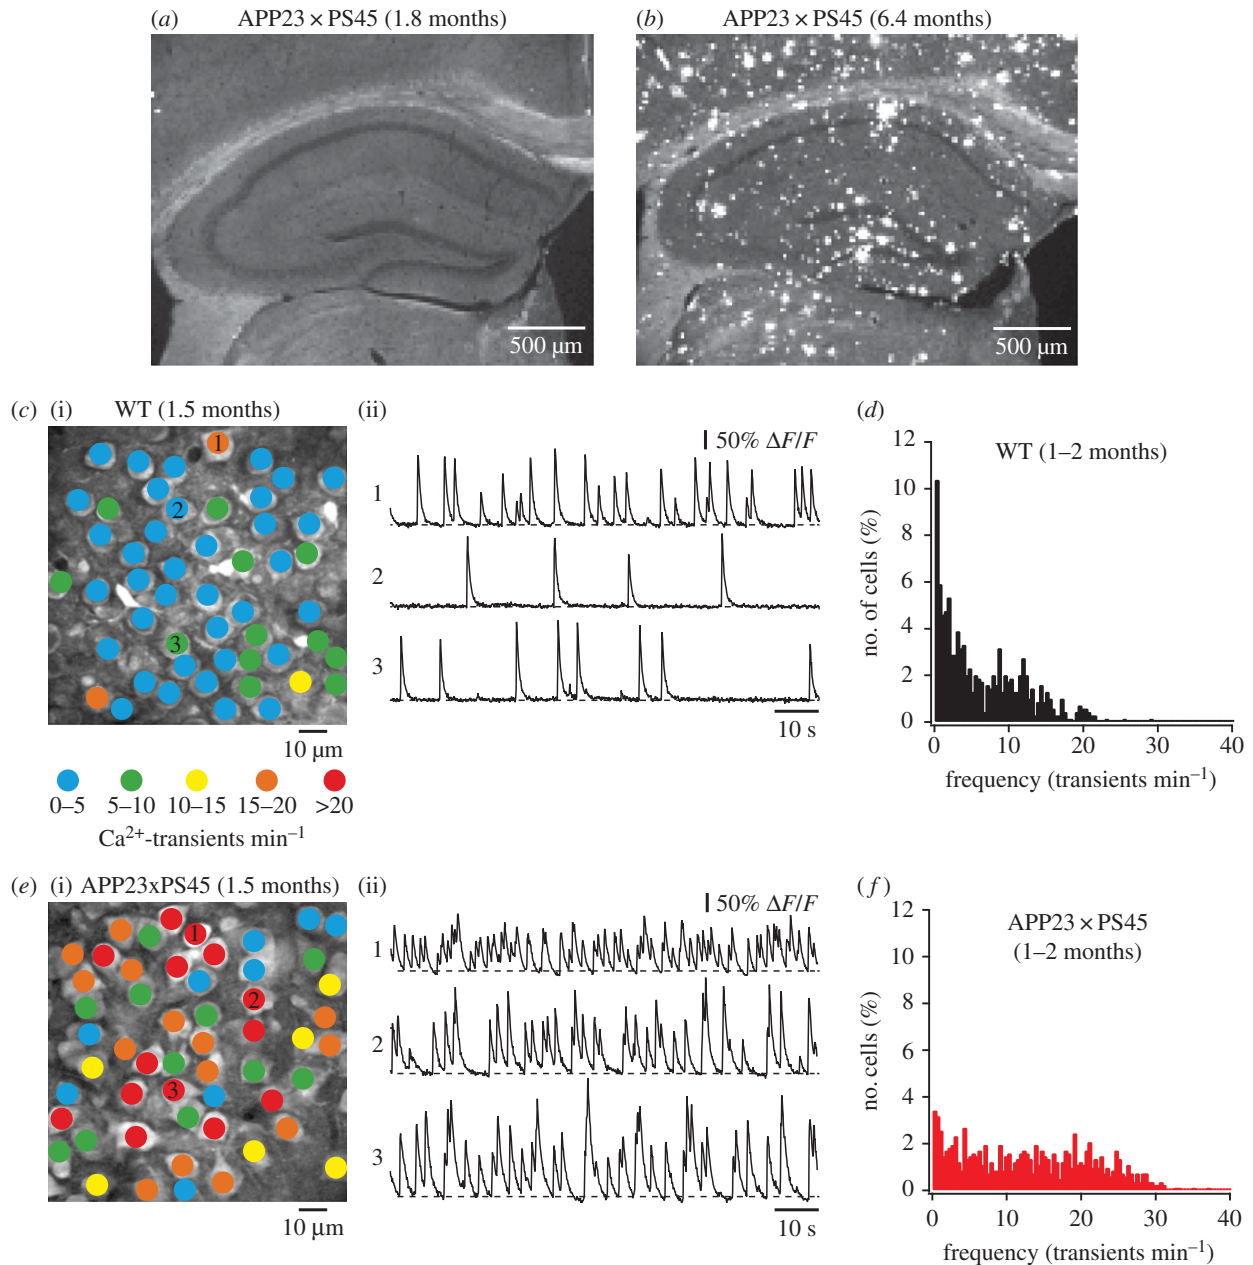 (a) APP23 × PS45 (1.8 months)
500 µm
(b) APP23 × PS45 (6.4 months)
500 µm
(c) (i) WT (1.5 months)
1
2
3
10 µm
0–5 5–10 10–15 15–20 >20
Ca²⁺-transients min⁻¹
(ii)
50% ΔF/F
1
2
3
10 s
(d)
WT (1–2 months)
no. of cells (%)
12
10
8
6
4
2
0
0 10 20 30 40
frequency (transients min⁻¹)
(e) (i) APP23xPS45 (1.5 months)
1
2
3
10 µm
(ii)
50% ΔF/F
1
2
3
10 s
(f)
APP23 × PS45
(1–2 months)
no. cells (%)
12
10
8
6
4
2
0
0 10 20 30 40
frequency (transients min⁻¹)